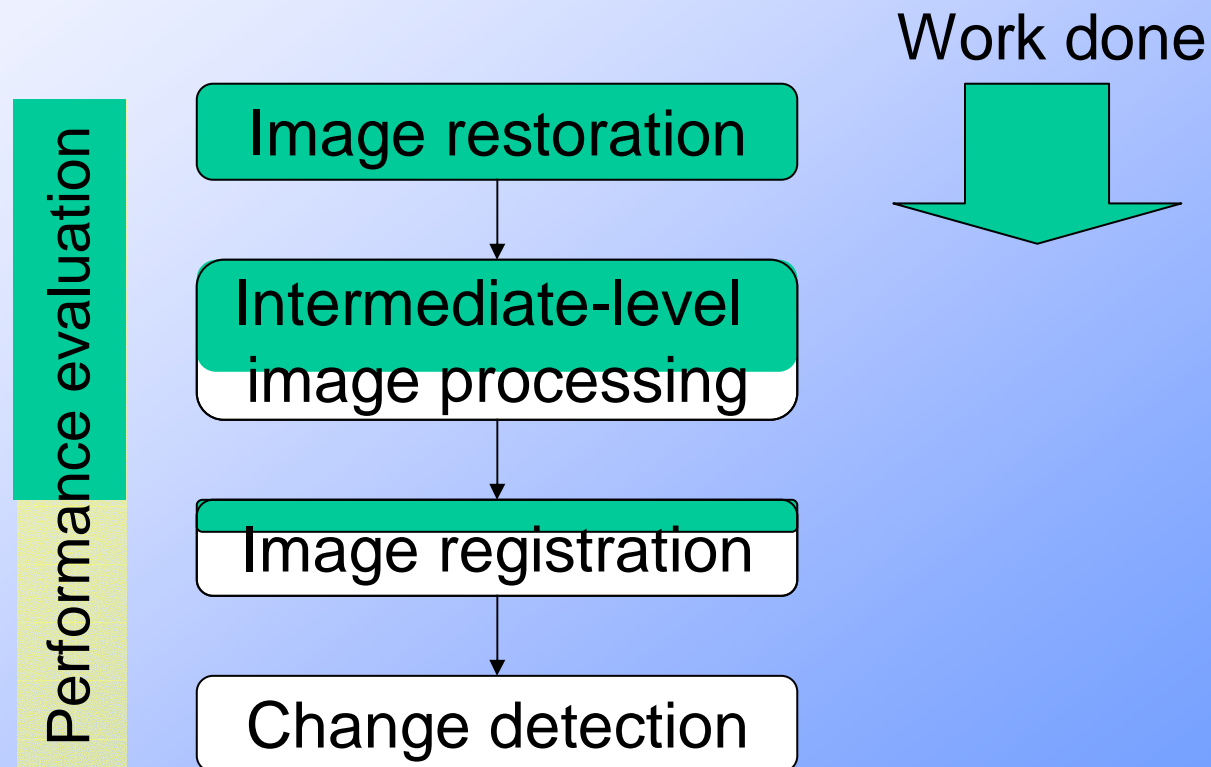 Work done
Image restoration
Intermediate-level
image processing
Image registration
Change detection
Performance evaluation